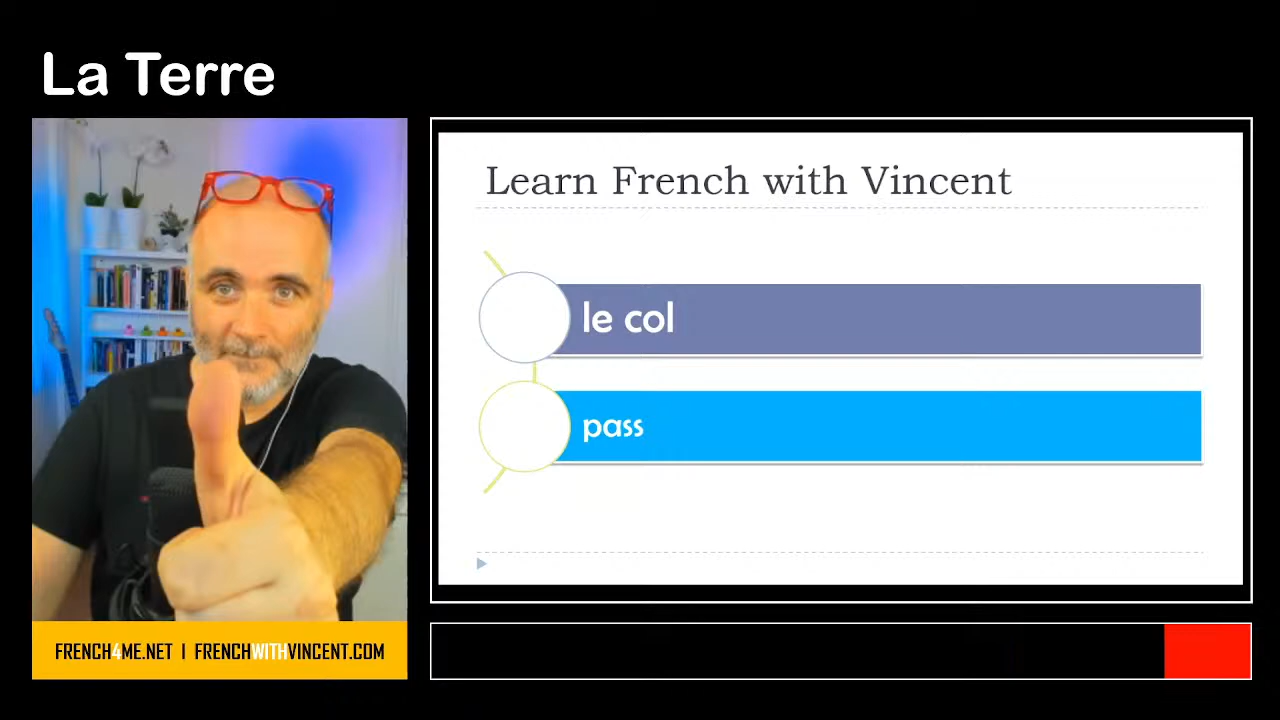 La Terre
Learn French with Vincent
le col
pass
FRENCH4ME.NET I FRENCHWITHVINCENT.COM